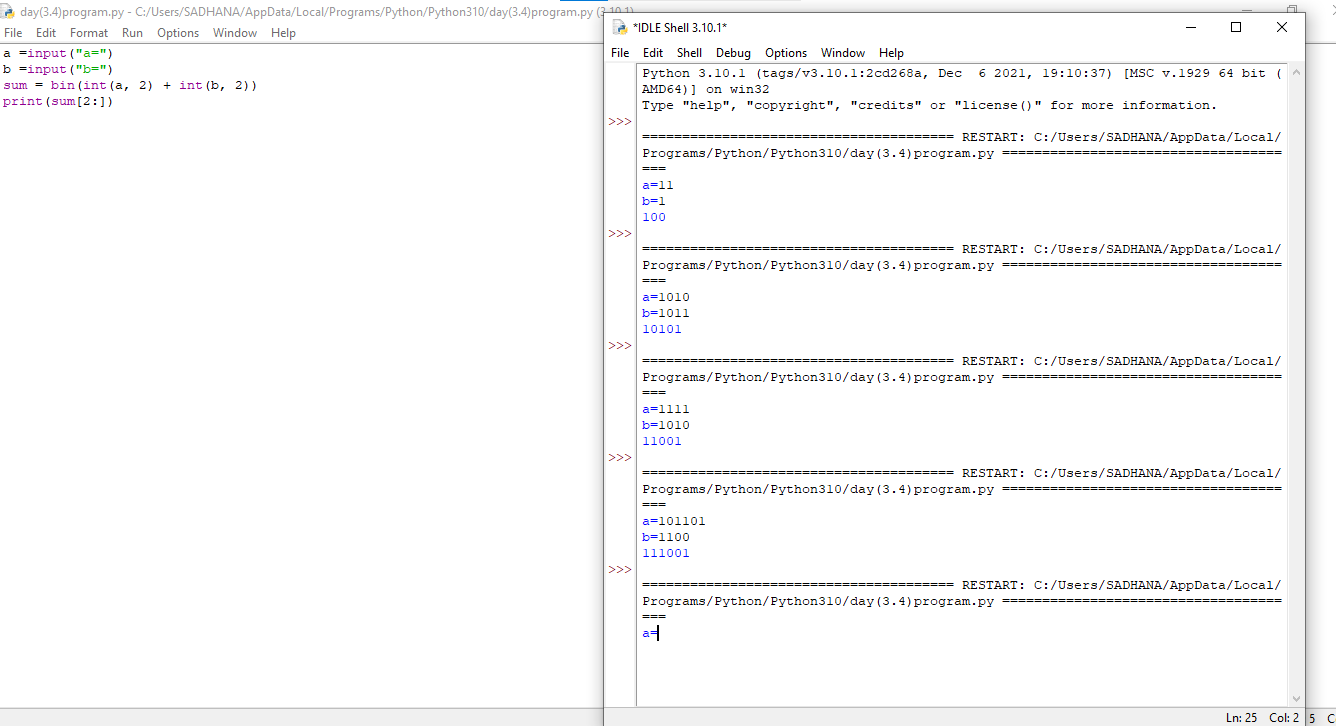 day(3.4)program.py - C:/Users/SADHANA/AppData/Local/Programs/Python/Python310/day(3.4)program.py (3.10.1)
File Edit Format Run Options Window Help
a =input("a=")
b =input("b=")
sum = bin(int(a, 2) + int(b, 2))
print(sum[2:])
*IDLE Shell 3.10.1*
File Edit Shell Debug Options Window Help
Python 3.10.1 (tags/v3.10.1:2cd268a, Dec  6 2021, 19:10:37) [MSC v.1929 64 bit (
AMD64)] on win32
Type "help", "copyright", "credits" or "license()" for more information.
>>>
======================================= RESTART: C:/Users/SADHANA/AppData/Local/
Programs/Python/Python310/day(3.4)program.py ===================================
===
a=11
b=1
100
>>>
======================================= RESTART: C:/Users/SADHANA/AppData/Local/
Programs/Python/Python310/day(3.4)program.py ===================================
===
a=1010
b=1011
10101
>>>
======================================= RESTART: C:/Users/SADHANA/AppData/Local/
Programs/Python/Python310/day(3.4)program.py ===================================
===
a=1111
b=1010
11001
>>>
======================================= RESTART: C:/Users/SADHANA/AppData/Local/
Programs/Python/Python310/day(3.4)program.py ===================================
===
a=101101
b=1100
111001
>>>
======================================= RESTART: C:/Users/SADHANA/AppData/Local/
Programs/Python/Python310/day(3.4)program.py ===================================
===
a=
Ln: 25 Col: 2
5 C